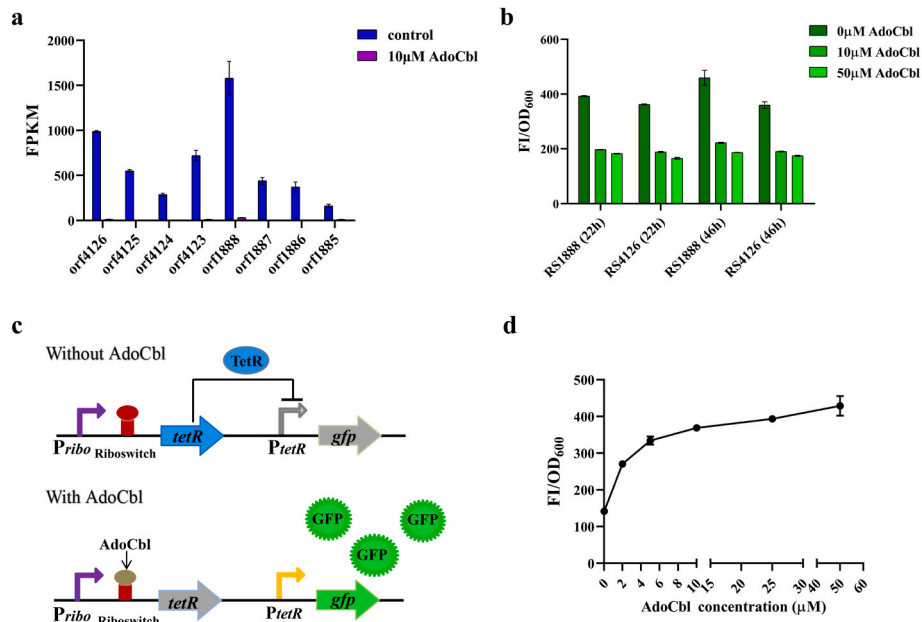 a
control
10μM AdoCbl
2000
1500
1000
500
0
FPKM
orf4126
orf4125
orf4124
orf4123
orf1888
orf1887
orf1886
orf1885
b
0μM AdoCbl
10μM AdoCbl
50μM AdoCbl
600
400
200
0
FI/OD600
RS1888 (22h)
RS4126 (22h)
RS1888 (46h)
RS4126 (46h)
c
Without AdoCbl
TetR
Pribo
Riboswitch
tetR
PtetR
gfp
With AdoCbl
AdoCbl
GFP
GFP
GFP
Pribo
Riboswitch
tetR
PtetR
gfp
d
500
400
300
200
100
0
FI/OD600
0 2 4 6 8 10 15 20 25 30 40 50 60
AdoCbl concentration (μM)